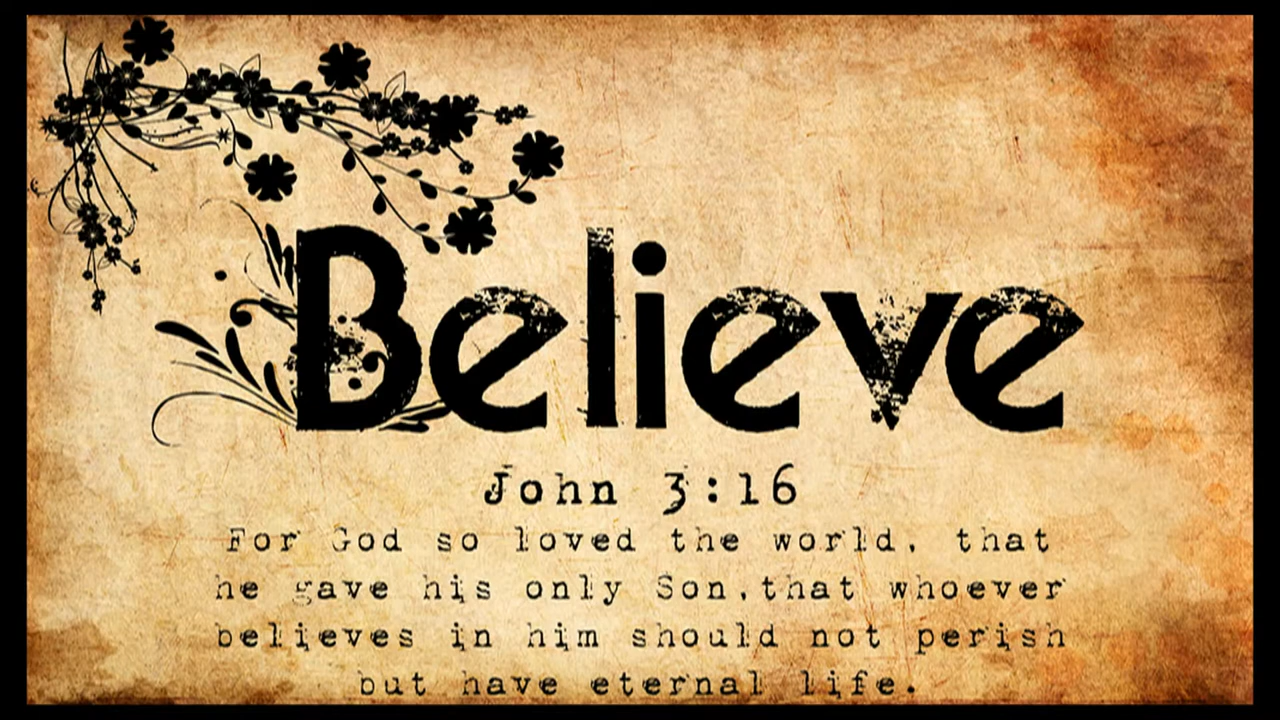 Believe
John 3:16
For God so loved the world, that
he gave his only Son,that whoever
believes in him should not perish
but have eternal life.